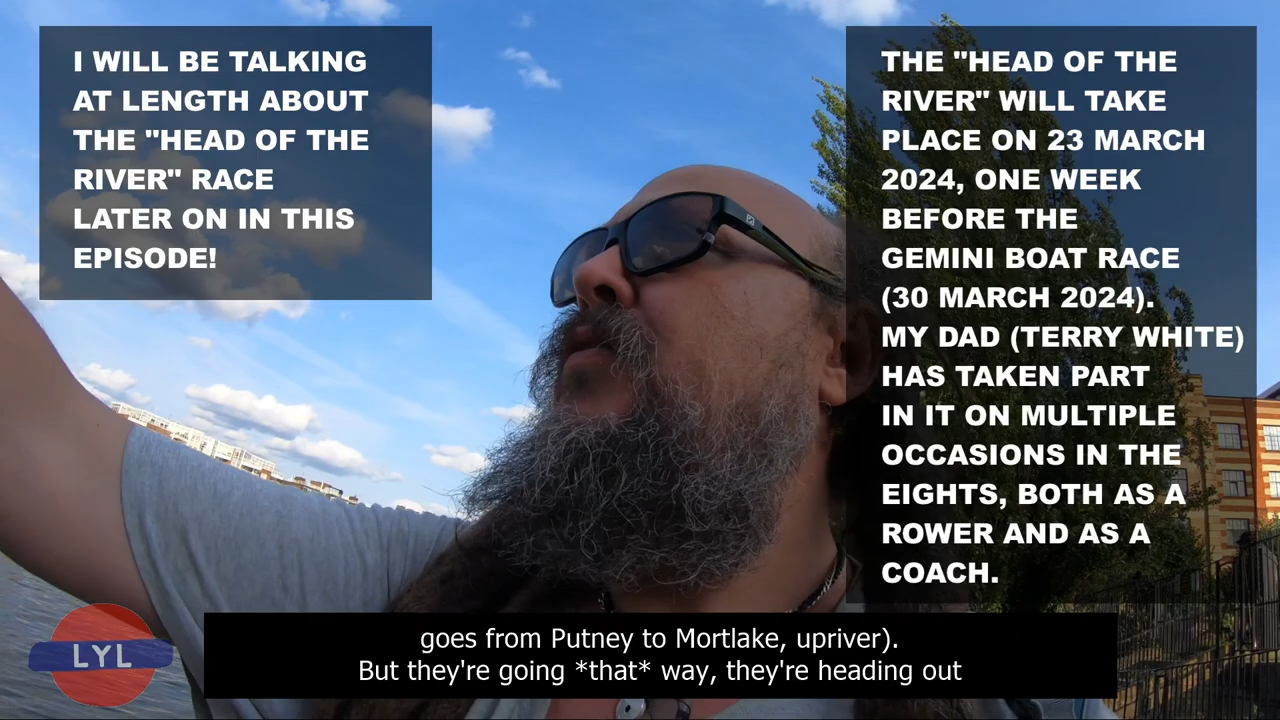 I WILL BE TALKING
AT LENGTH ABOUT
THE "HEAD OF THE
RIVER" RACE
LATER ON IN THIS
EPISODE!
THE "HEAD OF THE
RIVER" WILL TAKE
PLACE ON 23 MARCH
2024, ONE WEEK
BEFORE THE
GEMINI BOAT RACE
(30 MARCH 2024).
MY DAD (TERRY WHITE)
HAS TAKEN PART
IN IT ON MULTIPLE
OCCASIONS IN THE
EIGHTS, BOTH AS A
ROWER AND AS A
COACH.
LYL
goes from Putney to Mortlake, upriver).
But they're going *that* way, they're heading out